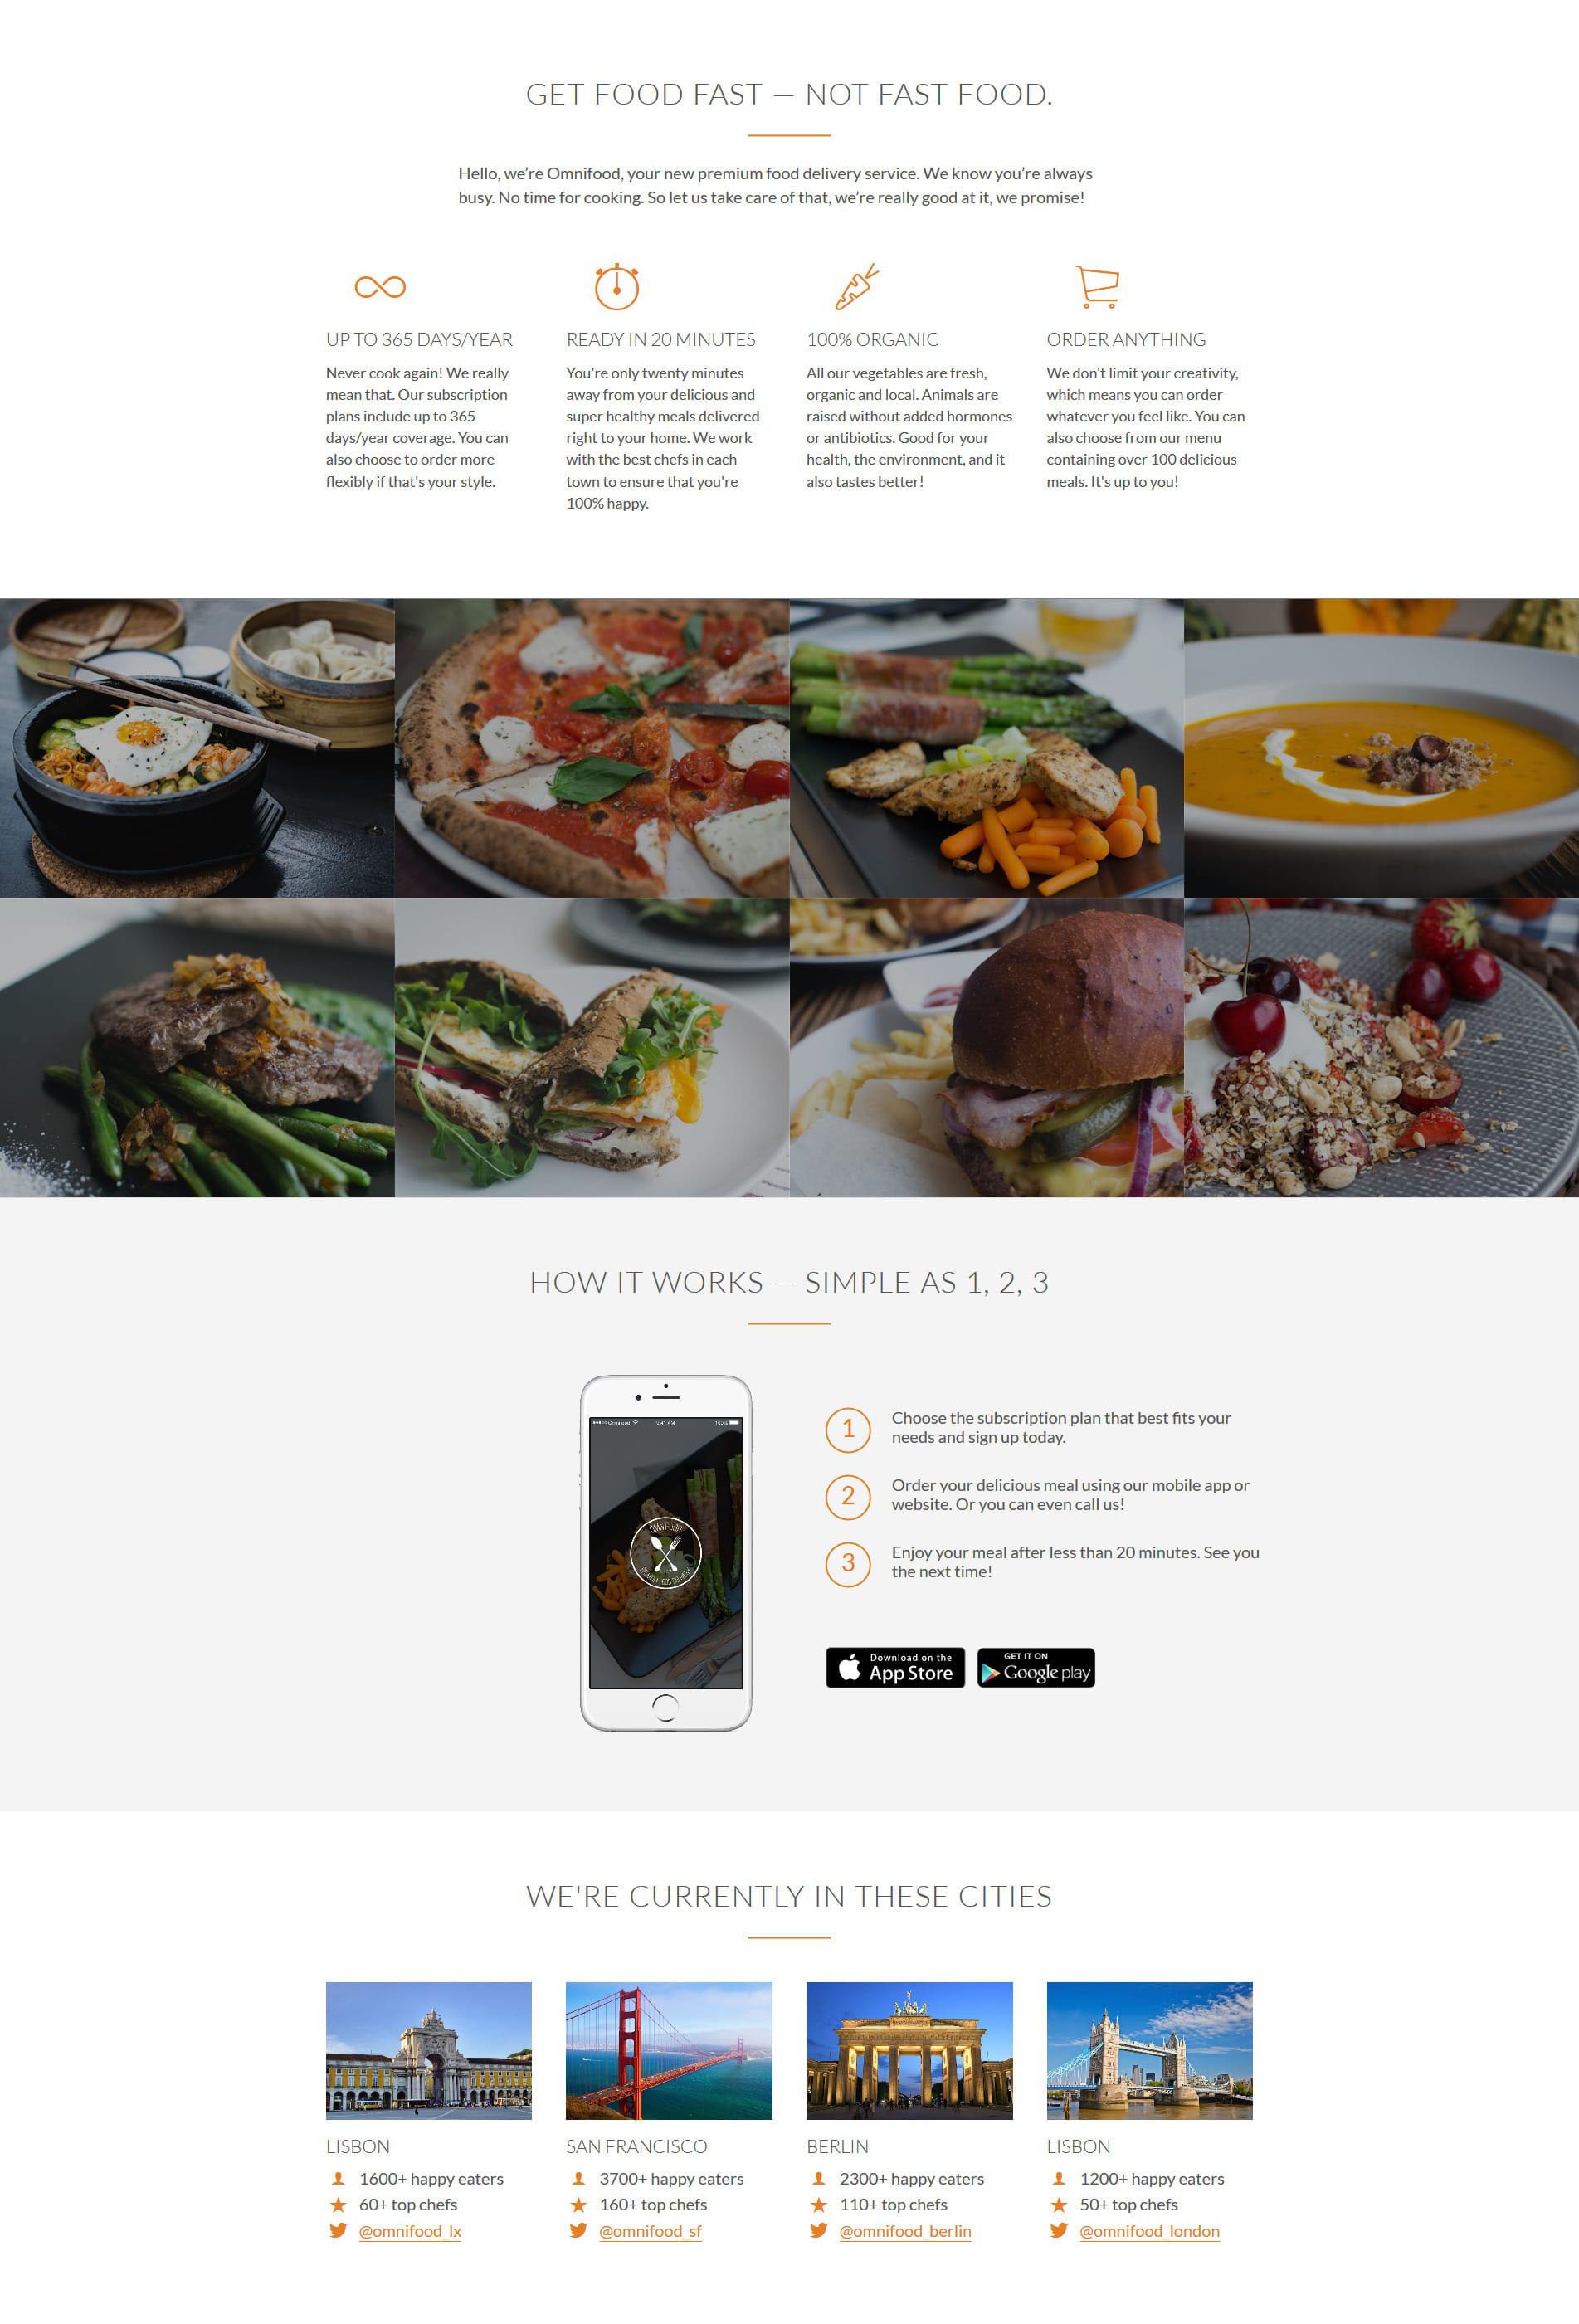 GET FOOD FAST — NOT FAST FOOD.
Hello, we’re Omnifood, your new premium food delivery service. We know you’re always
busy. No time for cooking. So let us take care of that, we’re really good at it, we promise!
UP TO 365 DAYS/YEAR
Never cook again! We really
mean that. Our subscription
plans include up to 365
days/year coverage. You can
also choose to order more
flexibly if that's your style.
READY IN 20 MINUTES
You're only twenty minutes
away from your delicious and
super healthy meals delivered
right to your home. We work
with the best chefs in each
town to ensure that you're
100% happy.
100% ORGANIC
All our vegetables are fresh,
organic and local. Animals are
raised without added hormones
or antibiotics. Good for your
health, the environment, and it
also tastes better!
ORDER ANYTHING
We don't limit your creativity,
which means you can order
whatever you feel like. You can
also choose from our menu
containing over 100 delicious
meals. It's up to you!
HOW IT WORKS — SIMPLE AS 1, 2, 3
1
Choose the subscription plan that best fits your
needs and sign up today.
2
Order your delicious meal using our mobile app or
website. Or you can even call us!
3
Enjoy your meal after less than 20 minutes. See you
the next time!
Download on the
App Store
GET IT ON
Google play
WE'RE CURRENTLY IN THESE CITIES
LISBON
1600+ happy eaters
60+ top chefs
@omnifood_lx
SAN FRANCISCO
3700+ happy eaters
160+ top chefs
@omnifood_sf
BERLIN
2300+ happy eaters
110+ top chefs
@omnifood_berlin
LISBON
1200+ happy eaters
50+ top chefs
@omnifood_london